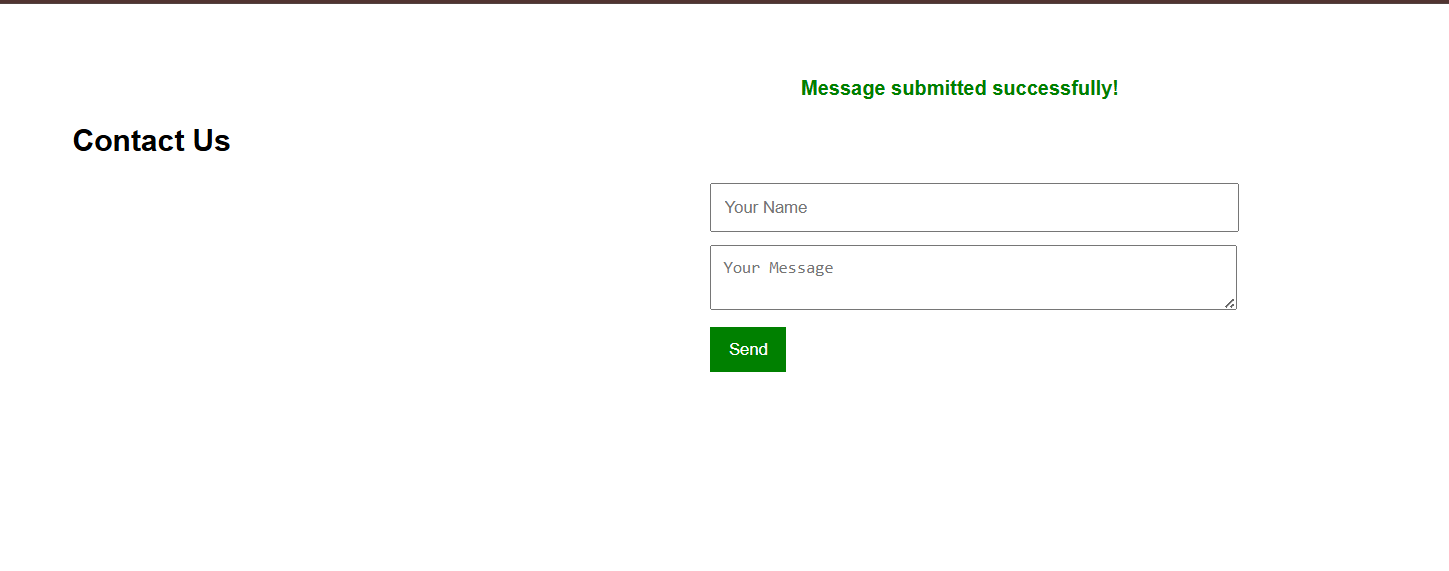 Message submitted successfully!
Contact Us
Your Name
Your Message
Send